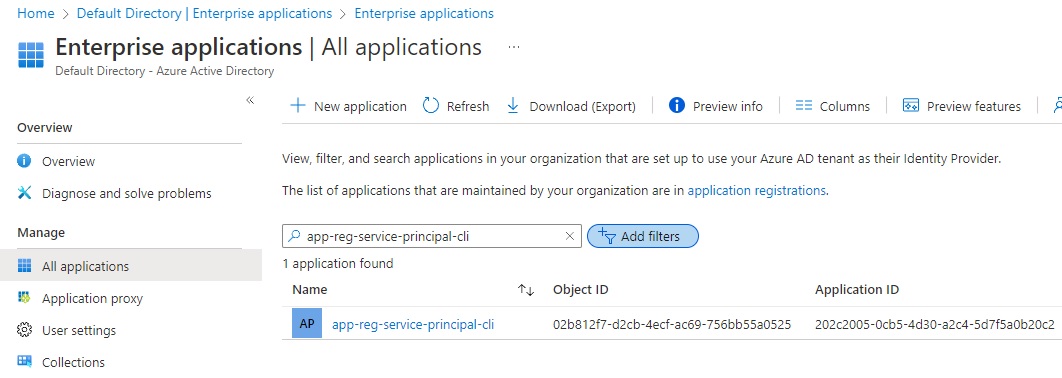 Home > Default Directory | Enterprise applications > Enterprise applications
Enterprise applications | All applications ...
Default Directory - Azure Active Directory
«
New application
Refresh
Download (Export)
Preview info
Columns
Preview features
Overview
Overview
Diagnose and solve problems
Manage
All applications
Application proxy
User settings
Collections
View, filter, and search applications in your organization that are set up to use your Azure AD tenant as their Identity Provider.
The list of applications that are maintained by your organization are in application registrations.
app-reg-service-principal-cli
Add filters
1 application found
Name Object ID Application ID
AP app-reg-service-principal-cli 02b812f7-d2cb-4ecf-ac69-756bb55a0525 202c2005-0cb5-4d30-a2c4-5d7f5a0b20c2